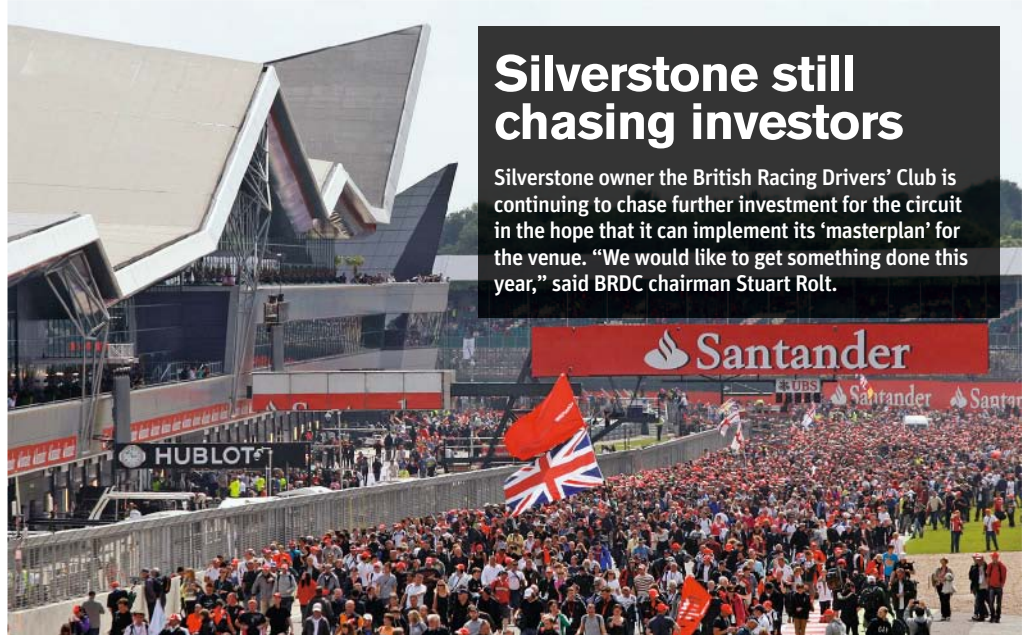 Silverstone still
chasing investors
Silverstone owner the British Racing Drivers’ Club is
continuing to chase further investment for the circuit
in the hope that it can implement its ‘masterplan’ for
the venue. “We would like to get something done this
year,” said BRDC chairman Stuart Rolt.
Santander
UBS
Santander
Santan
HUBLOT